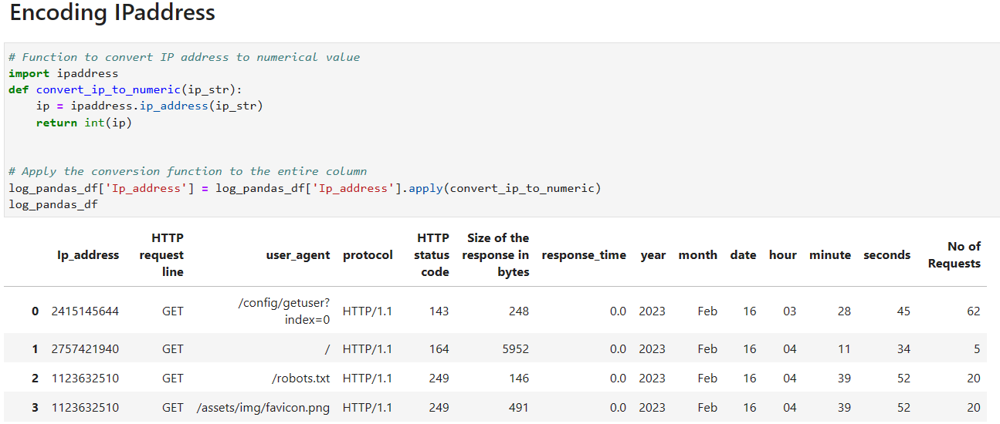 Encoding IPaddress
# Function to convert IP address to numerical value
import ipaddress
def convert_ip_to_numeric(ip_str):
    ip = ipaddress.ip_address(ip_str)
    return int(ip)
# Apply the conversion function to the entire column
log_pandas_df['Ip_address'] = log_pandas_df['Ip_address'].apply(convert_ip_to_numeric)
log_pandas_df
Ip_address HTTP request line user_agent protocol HTTP status code Size of the response in bytes response_time year month date hour minute seconds No of Requests
0 2415145644 GET /config/getuser?index=0 HTTP/1.1 143 248 0.0 2023 Feb 16 03 28 45 62
1 2757421940 GET / HTTP/1.1 164 5952 0.0 2023 Feb 16 04 11 34 5
2 1123632510 GET /robots.txt HTTP/1.1 249 146 0.0 2023 Feb 16 04 39 52 20
3 1123632510 GET /assets/img/favicon.png HTTP/1.1 249 491 0.0 2023 Feb 16 04 39 52 20